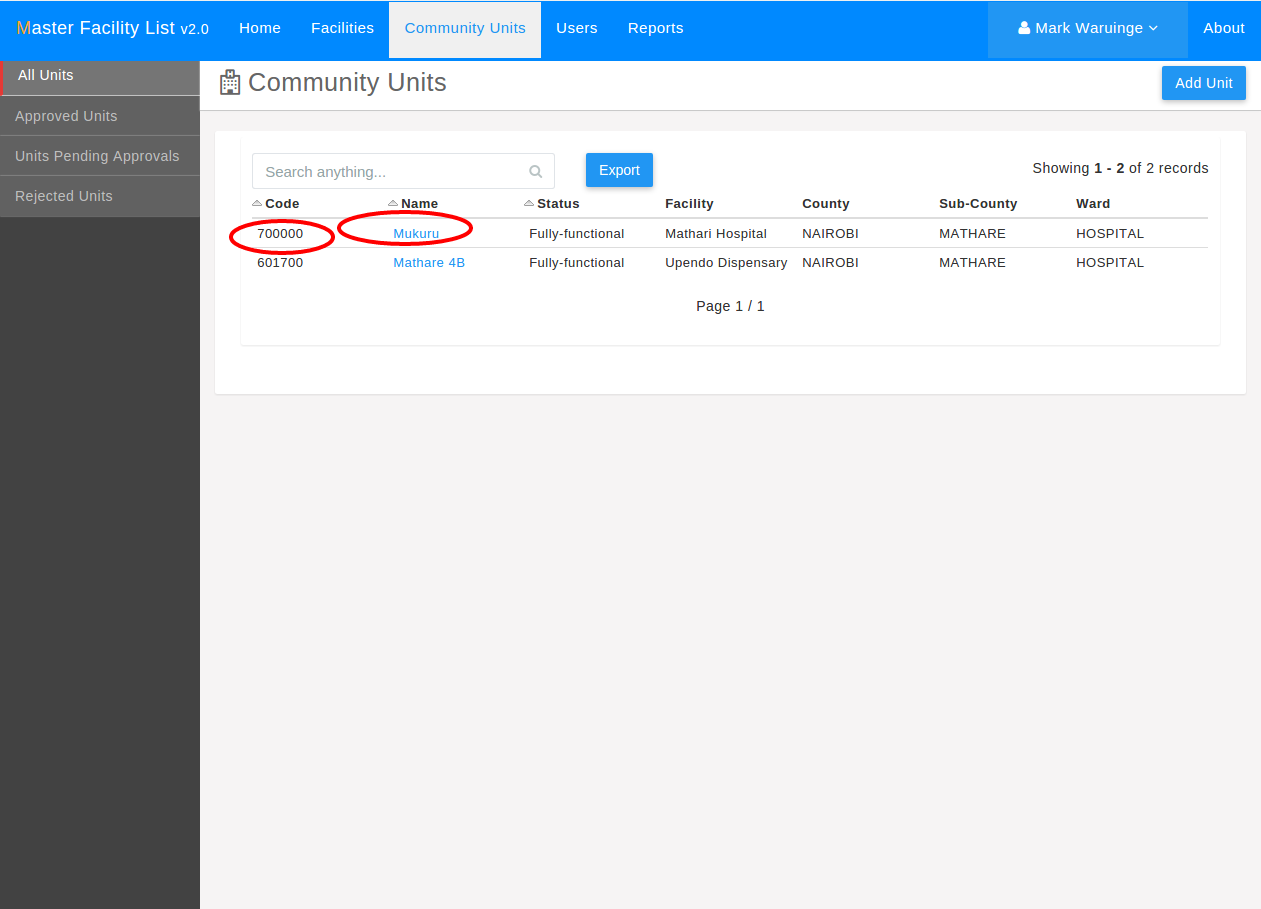 Master Facility List v2.0 Home Facilities Community Units Users Reports Mark Waruinge About
All Units
Approved Units
Units Pending Approvals
Rejected Units
Community Units Add Unit
Search anything... Export Showing 1 - 2 of 2 records
Code Name Status Facility County Sub-County Ward
700000 Mukuru Fully-functional Mathari Hospital NAIROBI MATHARE HOSPITAL
601700 Mathare 4B Fully-functional Upendo Dispensary NAIROBI MATHARE HOSPITAL
Page 1 / 1